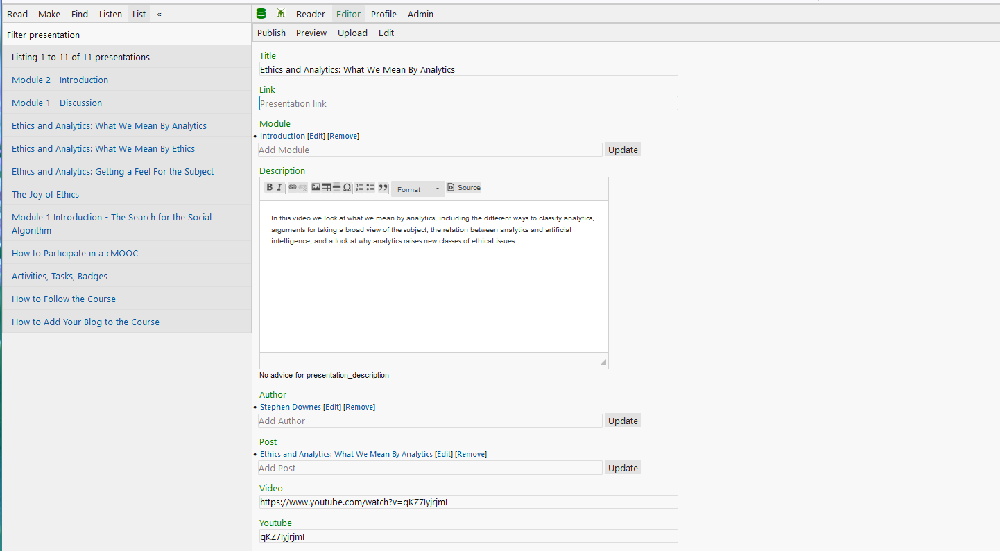 Read Make Find Listen List «
Filter presentation
Listing 1 to 11 of 11 presentations
Module 2 - Introduction
Module 1 - Discussion
Ethics and Analytics: What We Mean By Analytics
Ethics and Analytics: What We Mean By Ethics
Ethics and Analytics: Getting a Feel For the Subject
The Joy of Ethics
Module 1 Introduction - The Search for the Social
Algorithm
How to Participate in a cMOOC
Activities, Tasks, Badges
How to Follow the Course
How to Add Your Blog to the Course
Reader Editor Profile Admin
Publish Preview Upload Edit
Title
Ethics and Analytics: What We Mean By Analytics
Link
Presentation link
Module
• Introduction [Edit] [Remove]
Add Module Update
Description
B I Ω Format Source
In this video we look at what we mean by analytics, including the different ways to classify analytics,
arguments for taking a broad view of the subject, the relation between analytics and artificial
intelligence, and a look at why analytics raises new classes of ethical issues.
No advice for presentation_description
Author
• Stephen Downes [Edit] [Remove]
Add Author Update
Post
• Ethics and Analytics: What We Mean By Analytics [Edit] [Remove]
Add Post Update
Video
https://www.youtube.com/watch?v=qKZ7IyjrjmI
Youtube
qKZ7IyjrjmI